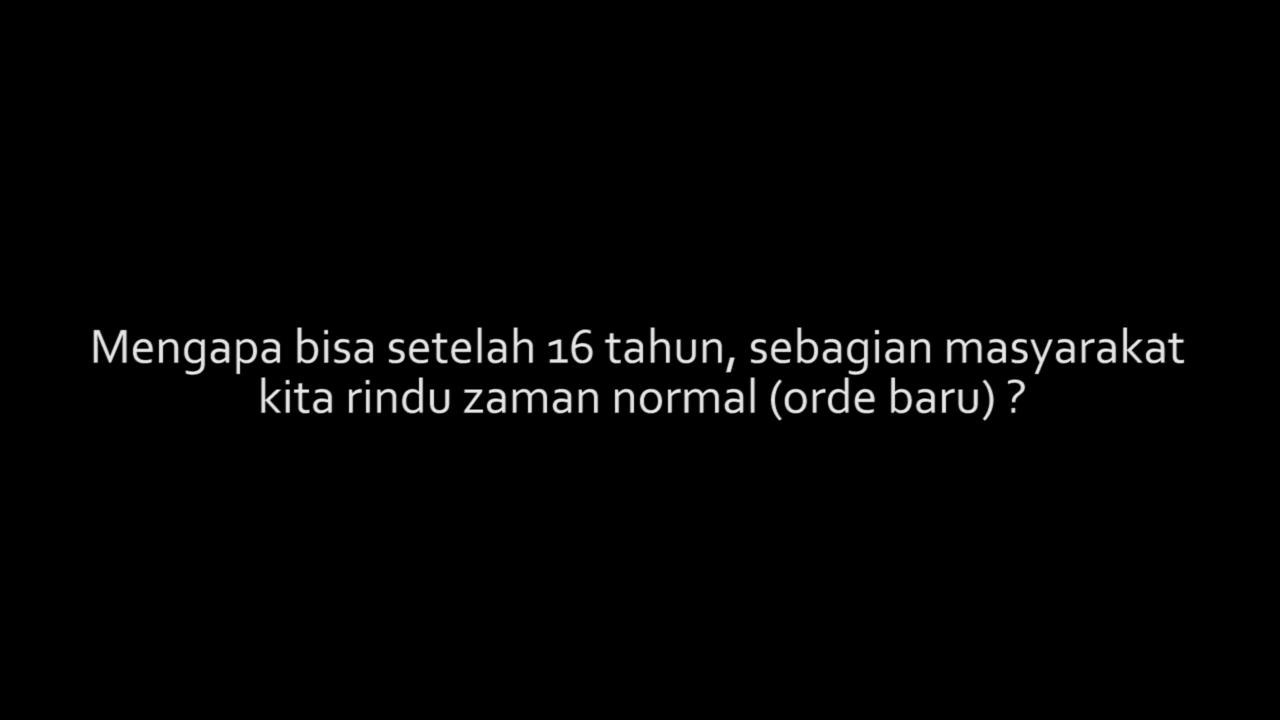 Mengapa bisa setelah 16 tahun, sebagian masyarakat
kita rindu zaman normal (orde baru) ?